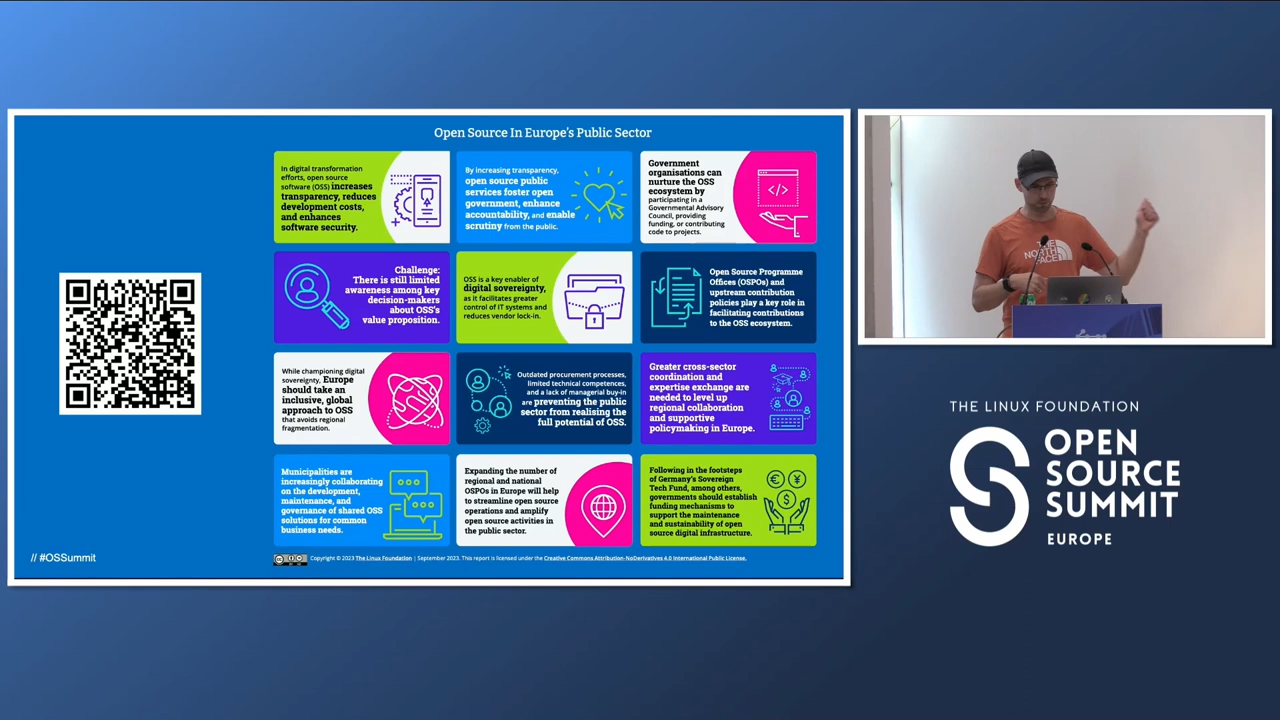 Open Source In Europe's Public Sector
In digital transformation
efforts, open source
software (OSS) increases
transparency, reduces
development costs,
and enhances
software security.
By increasing transparency,
open source public
services foster open
government, enhance
accountability, and enable
scrutiny from the public.
Government
organisations can
nurture the OSS
ecosystem by
participating in a
Governmental Advisory
Council, providing
funding, or contributing
code to projects.
</>
Challenge:
There is still limited
awareness among key
decision-makers
about OSS's
value proposition.
OSS is a key enabler of
digital sovereignty,
as it facilitates greater
control of IT systems and
reduces vendor lock-in.
Open Source Programme
Offices (OSPOs) and
upstream contribution
policies play a key role in
facilitating contributions
to the OSS ecosystem.
While championing digital
sovereignty, Europe
should take an
inclusive, global
approach to OSS
that avoids regional
fragmentation.
Outdated procurement processes,
limited technical competences,
and a lack of managerial buy-in
are preventing the public
sector from realising the
full potential of OSS.
Greater cross-sector
coordination and
expertise exchange are
needed to level up
regional collaboration
and supportive
policymaking in Europe.
Municipalities are
increasingly collaborating
on the development,
maintenance, and
governance of shared OSS
solutions for common
business needs.
Expanding the number of
regional and national
OSPOs in Europe will help
to streamline open source
operations and amplify
open source activities in
the public sector.
Following in the footsteps
of Germany's Sovereign
Tech Fund, among others,
governments should establish
funding mechanisms to
support the maintenance
and sustainability of open
source digital infrastructure.
€ ¥ $
// #OSSummit
Copyright © 2023 The Linux Foundation | September 2023. This report is licensed under the Creative Commons Attribution-NoDerivatives 4.0 International Public License.
THE
NORTH
FACE
THE LINUX FOUNDATION
OPEN
SOURCE
SUMMIT
EUROPE